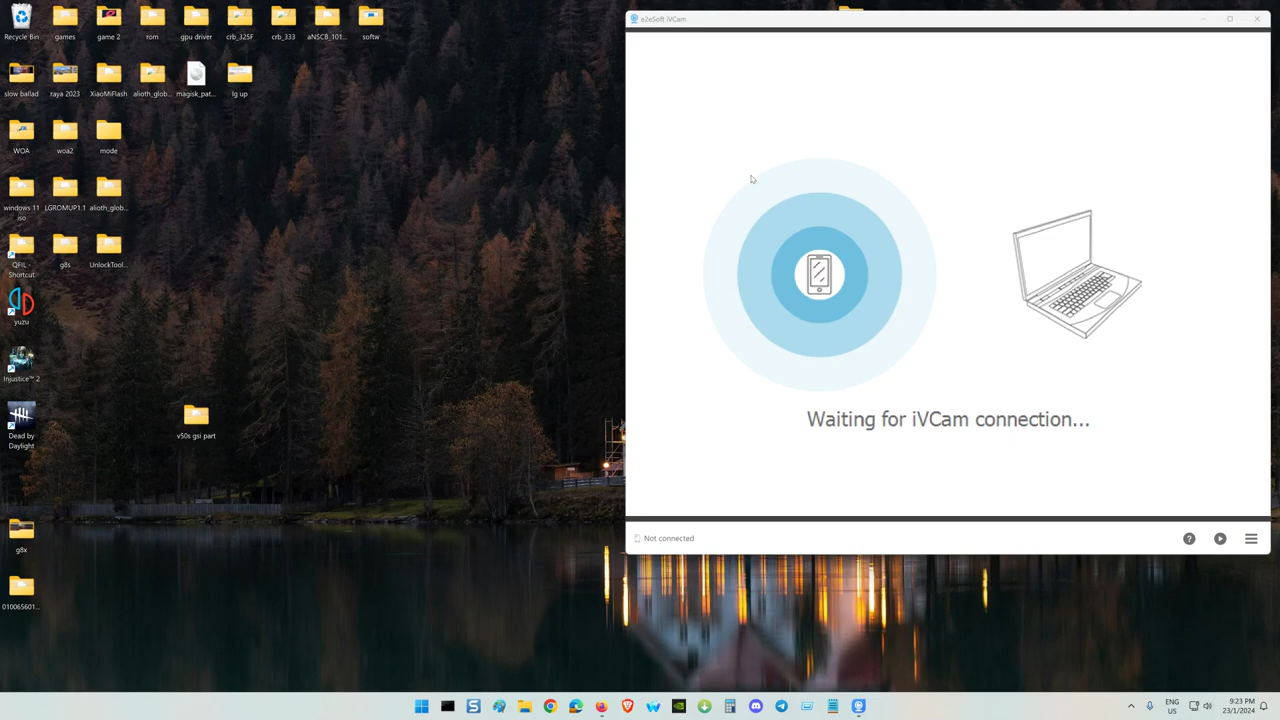 e2eSoft iVCam
Recycle Bin
games
game 2
rom
gpu driver
crb_325F
crb_333
aNSCB_101...
softw
slow ballad
raya 2023
XiaoMiFlash
alioth_glob...
magisk_pat...
lg up
WOA
woa2
mode
windows 11
iso
LGROMUP1.1
alioth_glob...
QFIL -
Shortcut
g8s
UnlockTool...
yuzu
Injustice™ 2
Dead by
Daylight
v50s gsi part
g8x
010065601...
Waiting for iVCam connection...
Not connected
ENG
US
9:23 PM
23/1/2024